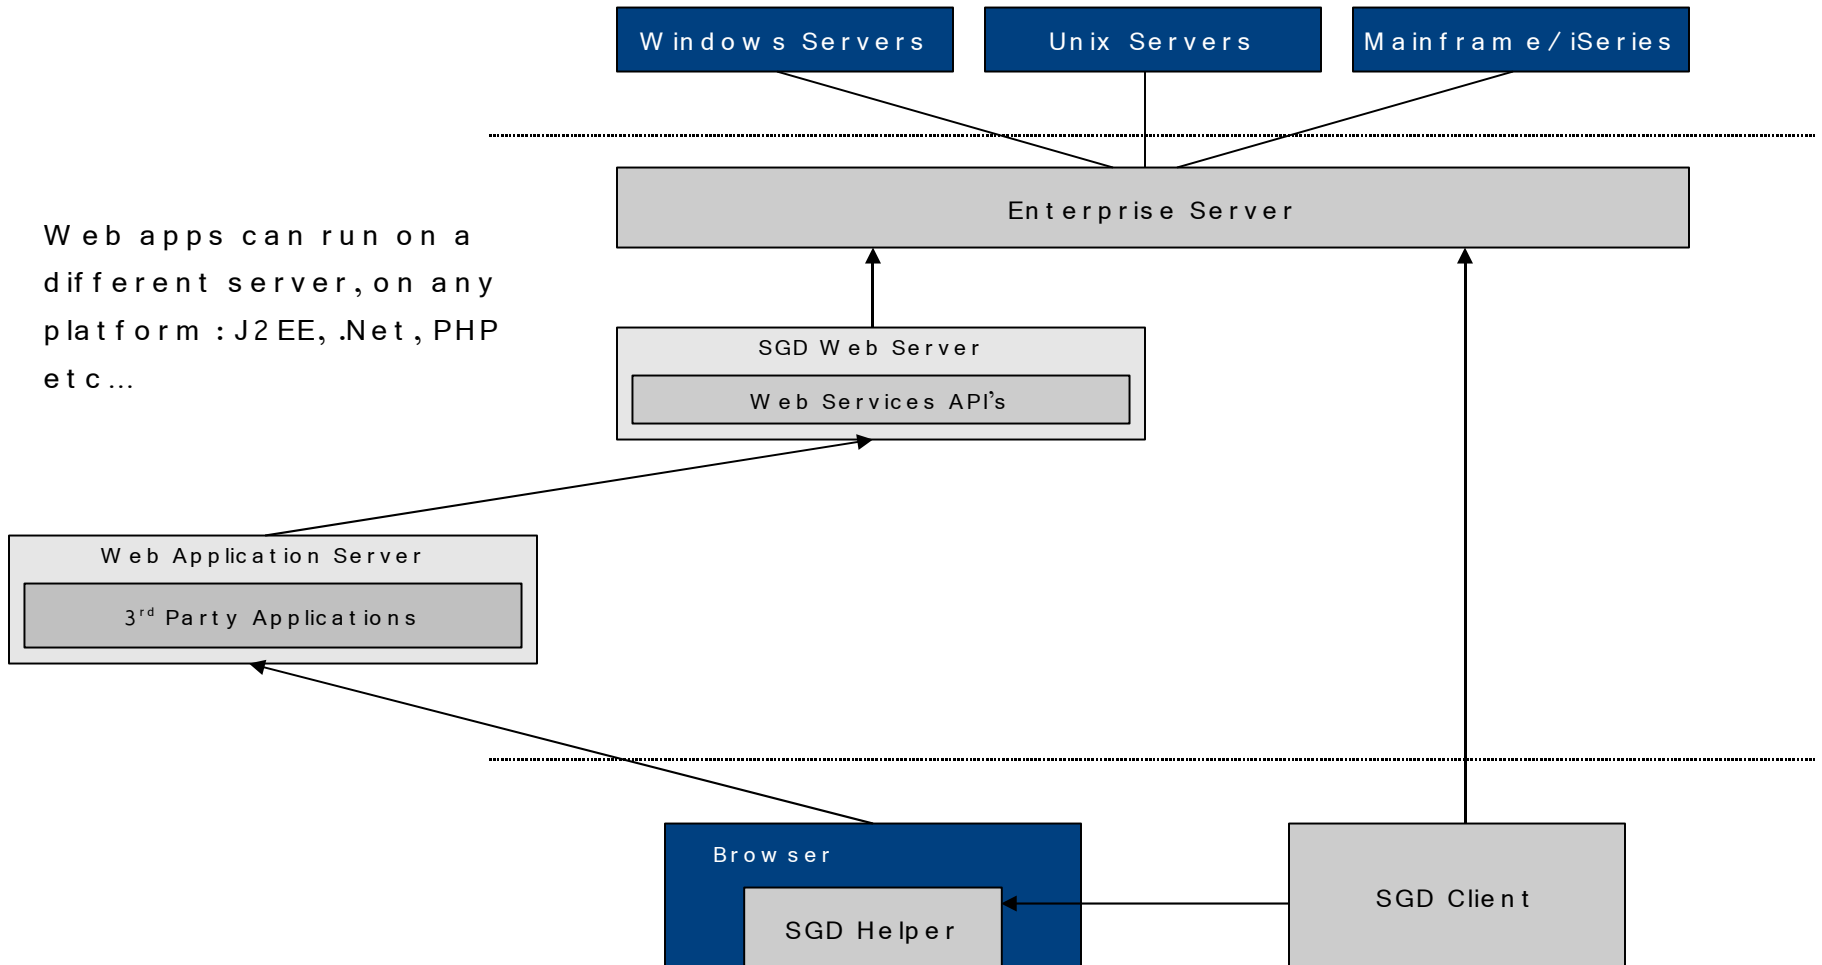 Windows Servers
Unix Servers
Mainframe/iSeries
Enterprise Server
Web apps can run on a
different server, on any
platform: J2EE, .Net, PHP
etc...
SGD Web Server
Web Services API's
Web Application Server
3rd Party Applications
Browser
SGD Helper
SGD Client